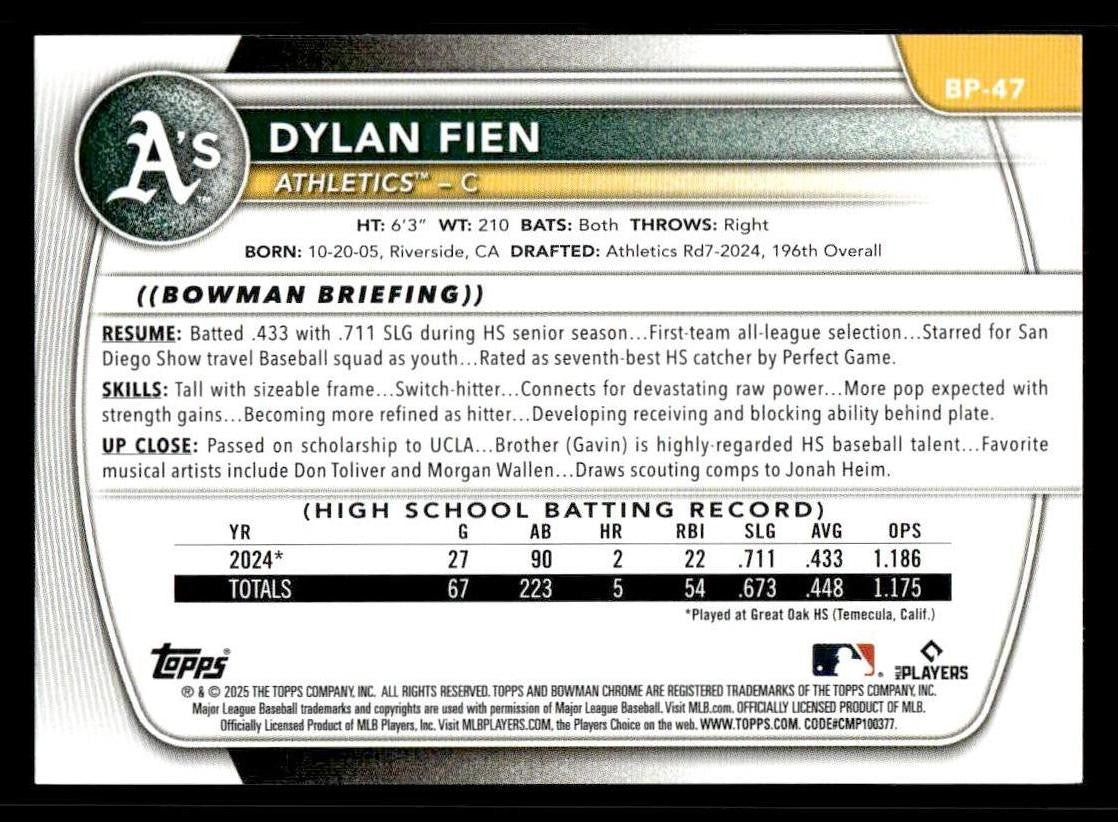 BP-47
A's
DYLAN FIEN
ATHLETICS™ – C
HT: 6'3" WT: 210 BATS: Both THROWS: Right
BORN: 10-20-05, Riverside, CA DRAFTED: Athletics Rd7-2024, 196th Overall
((BOWMAN BRIEFING))
RESUME: Batted .433 with .711 SLG during HS senior season...First-team all-league selection...Starred for San
Diego Show travel Baseball squad as youth...Rated as seventh-best HS catcher by Perfect Game.
SKILLS: Tall with sizeable frame...Switch-hitter...Connects for devastating raw power...More pop expected with
strength gains...Becoming more refined as hitter...Developing receiving and blocking ability behind plate.
UP CLOSE: Passed on scholarship to UCLA...Brother (Gavin) is highly-regarded HS baseball talent...Favorite
musical artists include Don Toliver and Morgan Wallen...Draws scouting comps to Jonah Heim.
(HIGH SCHOOL BATTING RECORD)
YR G AB HR RBI SLG AVG OPS
2024* 27 90 2 22 .711 .433 1.186
TOTALS 67 223 5 54 .673 .448 1.175
*Played at Great Oak HS (Temecula, Calif.)
Topps®
MLB PLAYERS
® & © 2025 THE TOPPS COMPANY, INC. ALL RIGHTS RESERVED. TOPPS AND BOWMAN CHROME ARE REGISTERED TRADEMARKS OF THE TOPPS COMPANY, INC.
Major League Baseball trademarks and copyrights are used with permission of Major League Baseball. Visit MLB.com. OFFICIALLY LICENSED PRODUCT OF MLB.
Officially Licensed Product of MLB Players, Inc. Visit MLBPLAYERS.COM, the Players Choice on the web. WWW.TOPPS.COM. CODE#CMP100377.